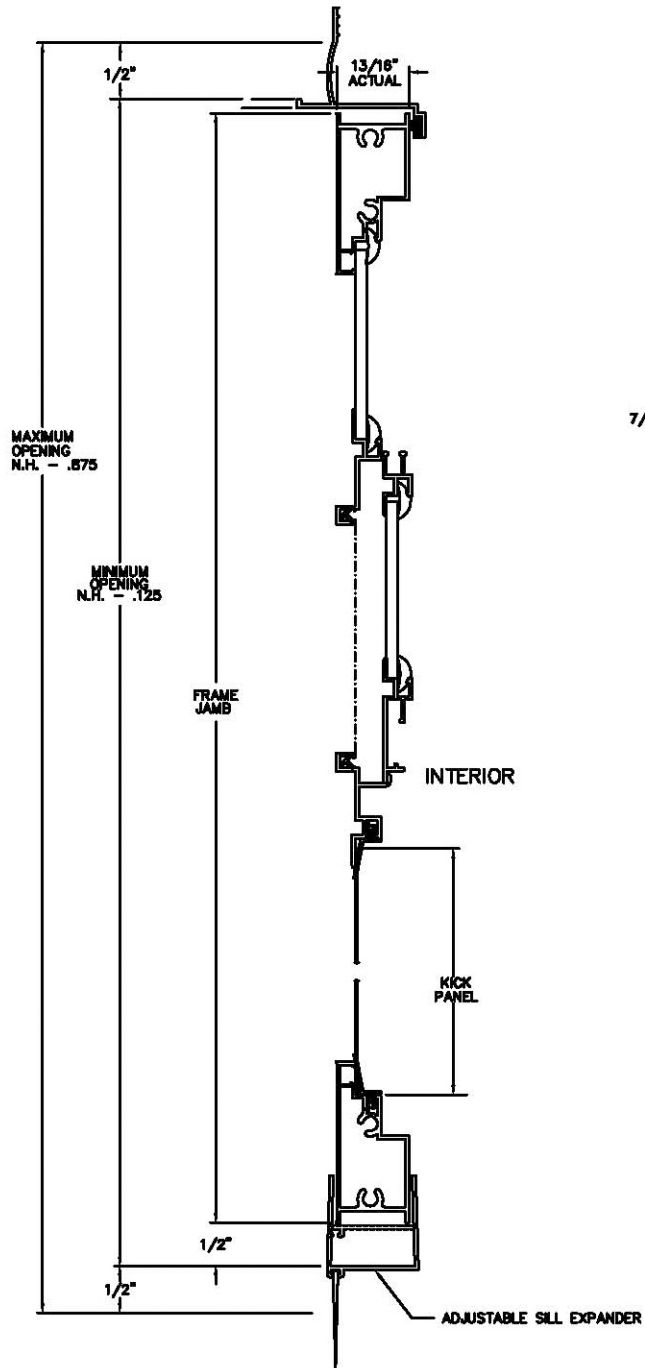 1/2"
13/16"
ACTUAL
7/
MAXIMUM
OPENING
N.H. - .875
MINIMUM
OPENING
N.H. - .125
FRAME
JAMB
INTERIOR
KICK
PANEL
1/2"
1/2"
ADJUSTABLE SILL EXPANDER